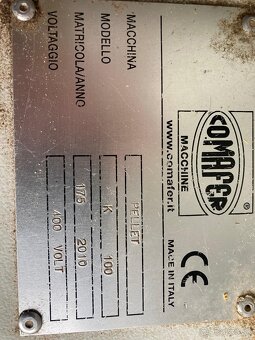 COMAFER ®
MACCHINE
www.comafer.it
MADE IN ITALY
CE
MACCHINA PELLET
MODELLO K 100
MATRICOLA/ANNO 175 2010
VOLTAGGIO 400 VOLT